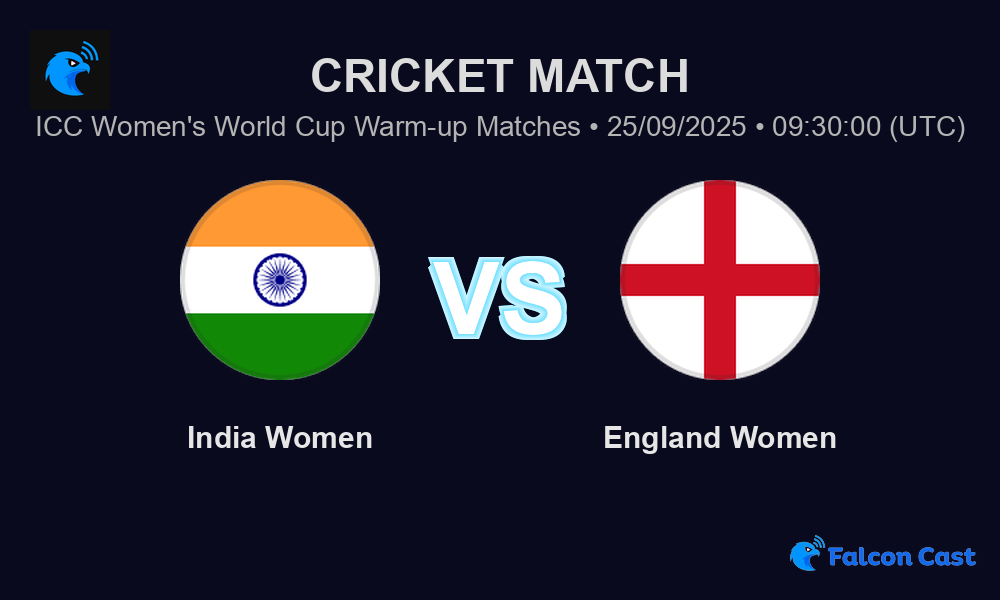 CRICKET MATCH
ICC Women's World Cup Warm-up Matches • 25/09/2025 • 09:30:00 (UTC)
VS
India Women
England Women
Falcon Cast